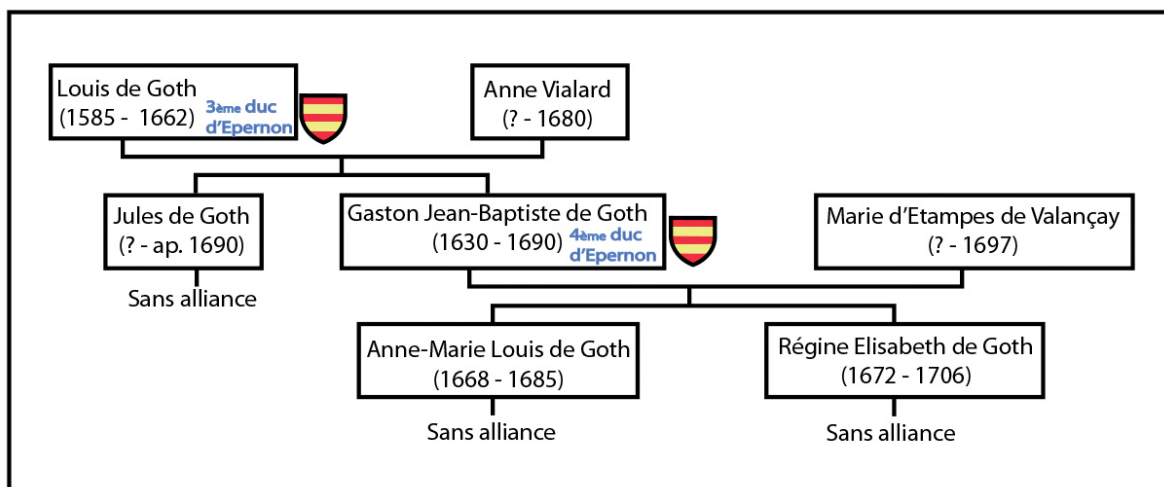 Louis de Goth
(1585 - 1662)
3ème duc
d'Epernon
Anne Vialard
(? - 1680)
Jules de Goth
(? - ap. 1690)
Sans alliance
Gaston Jean-Baptiste de Goth
(1630 - 1690)
4ème duc
d'Epernon
Marie d'Etampes de Valançay
(? - 1697)
Anne-Marie Louis de Goth
(1668 - 1685)
Sans alliance
Régine Elisabeth de Goth
(1672 - 1706)
Sans alliance